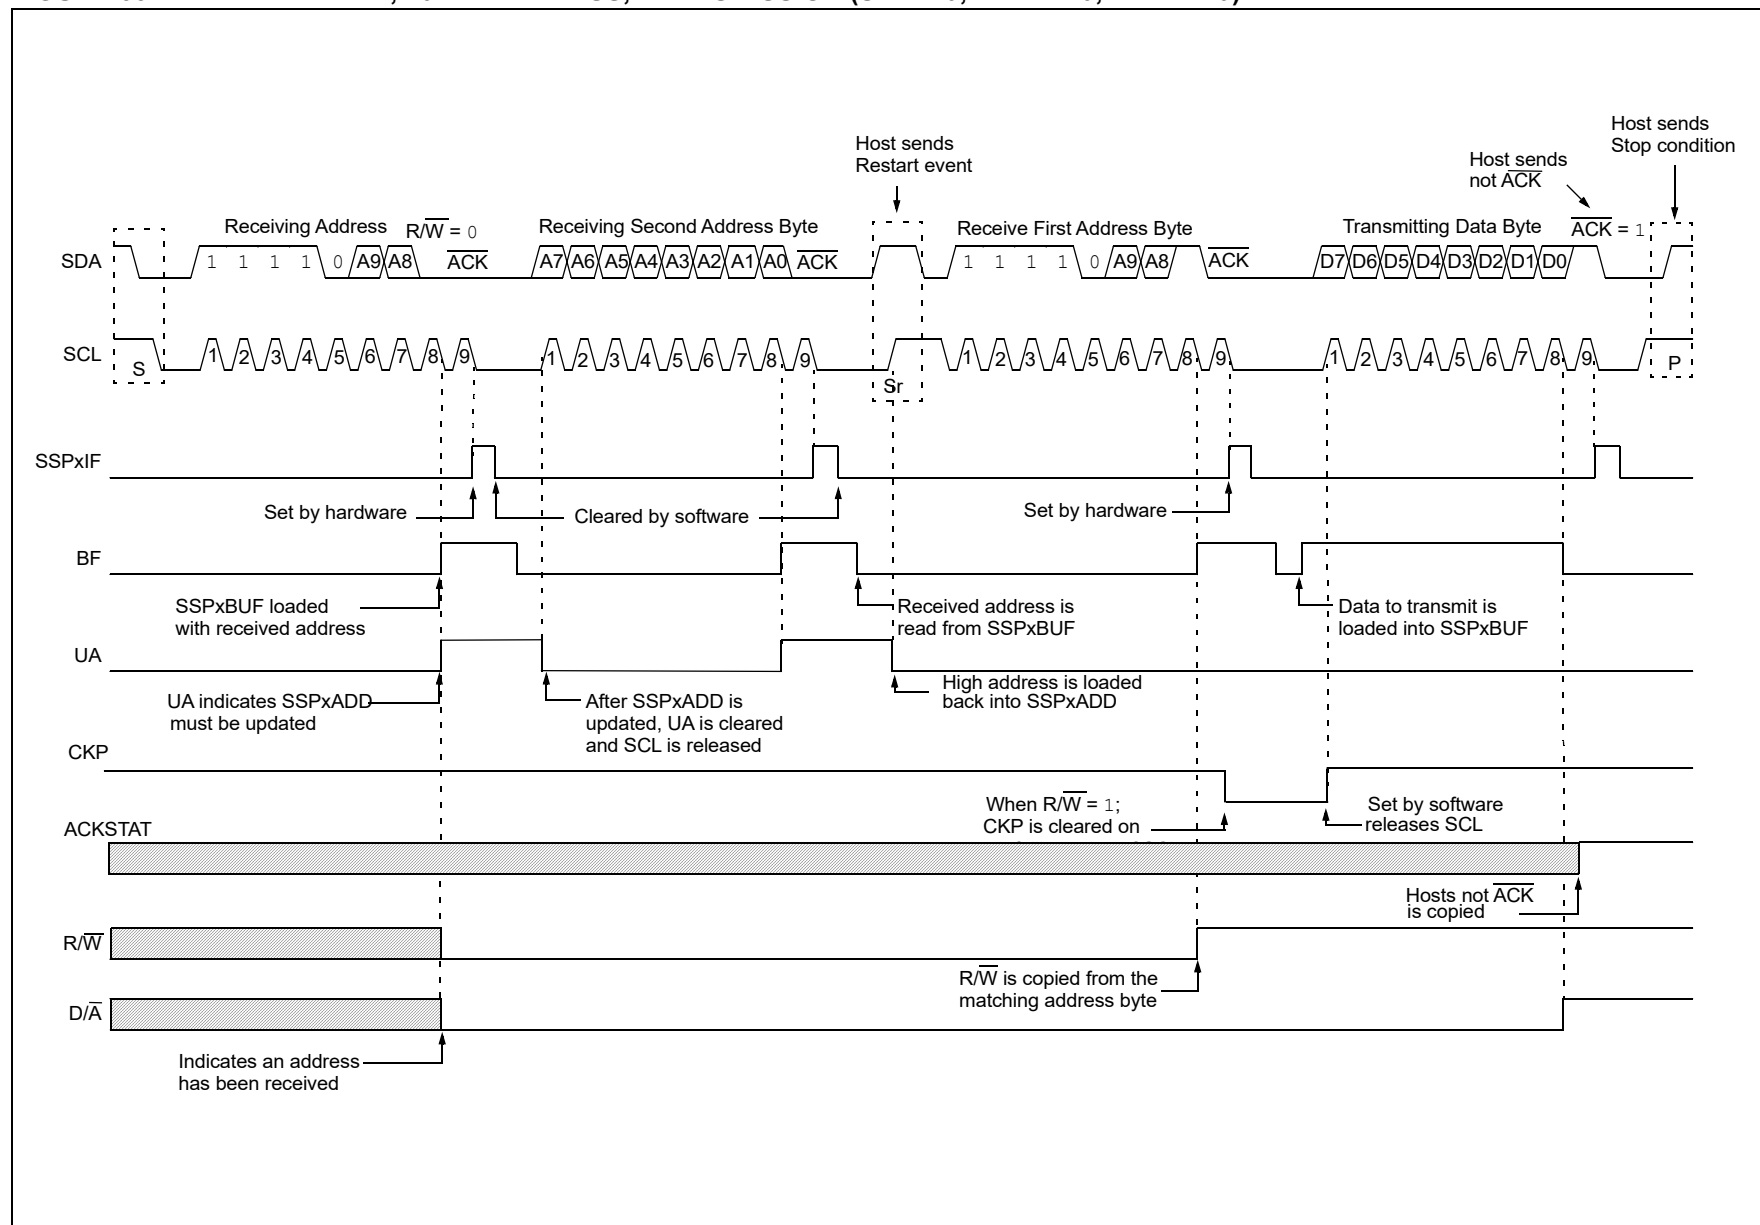 Host sends
Restart event
Host sends
Stop condition
Host sends
not ACK
Receiving Address R/W = 0
Receiving Second Address Byte
Receive First Address Byte
Transmitting Data Byte
ACK = 1
SDA
1 1 1 1 0 A9 A8 ACK
A7 A6 A5 A4 A3 A2 A1 A0 ACK
1 1 1 1 0 A9 A8 ACK
D7 D6 D5 D4 D3 D2 D1 D0
SCL
S
1 2 3 4 5 6 7 8 9
1 2 3 4 5 6 7 8 9
Sr
1 2 3 4 5 6 7 8 9
1 2 3 4 5 6 7 8 9
P
SSPxIF
Set by hardware
Cleared by software
Set by hardware
BF
SSPxBUF loaded
with received address
Received address is
read from SSPxBUF
Data to transmit is
loaded into SSPxBUF
UA
UA indicates SSPxADD
must be updated
After SSPxADD is
updated, UA is cleared
and SCL is released
High address is loaded
back into SSPxADD
CKP
When R/W = 1;
CKP is cleared on
Set by software
releases SCL
ACKSTAT
Hosts not ACK
is copied
R/W
R/W is copied from the
matching address byte
D/A
Indicates an address
has been received